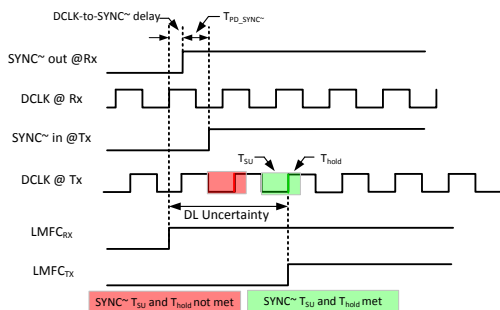 DCLK-to-SYNC~ delay
TPD_SYNC~
SYNC~ out @Rx
DCLK @ Rx
SYNC~ in @Tx
TSU
Thold
DCLK @ Tx
DL Uncertainty
LMFCRX
LMFCTX
SYNC~ TSU and Thold not met
SYNC~ TSU and Thold met